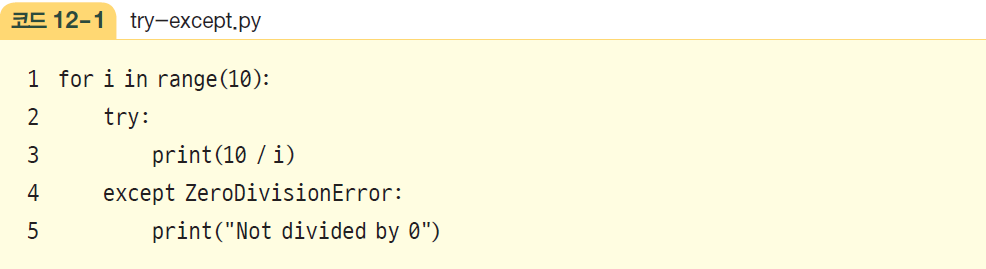 코드 12-1 try-except.py
1 for i in range(10):
2     try:
3         print(10 / i)
4     except ZeroDivisionError:
5         print("Not divided by 0")